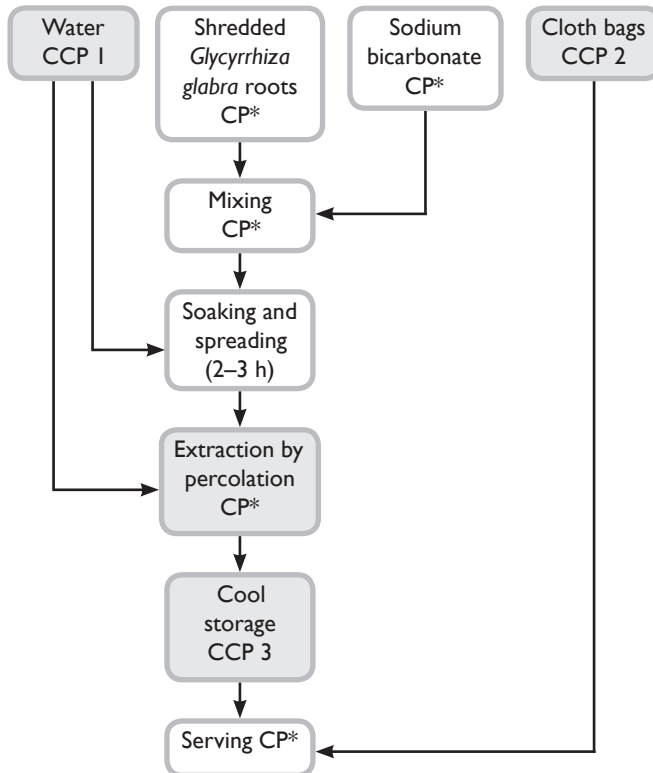 Water
CCP 1
Shredded
Glycyrrhiza
glabra roots
CP*
Sodium
bicarbonate
CP*
Cloth bags
CCP 2
Mixing
CP*
Soaking and
spreading
(2–3 h)
Extraction by
percolation
CP*
Cool
storage
CCP 3
Serving CP*